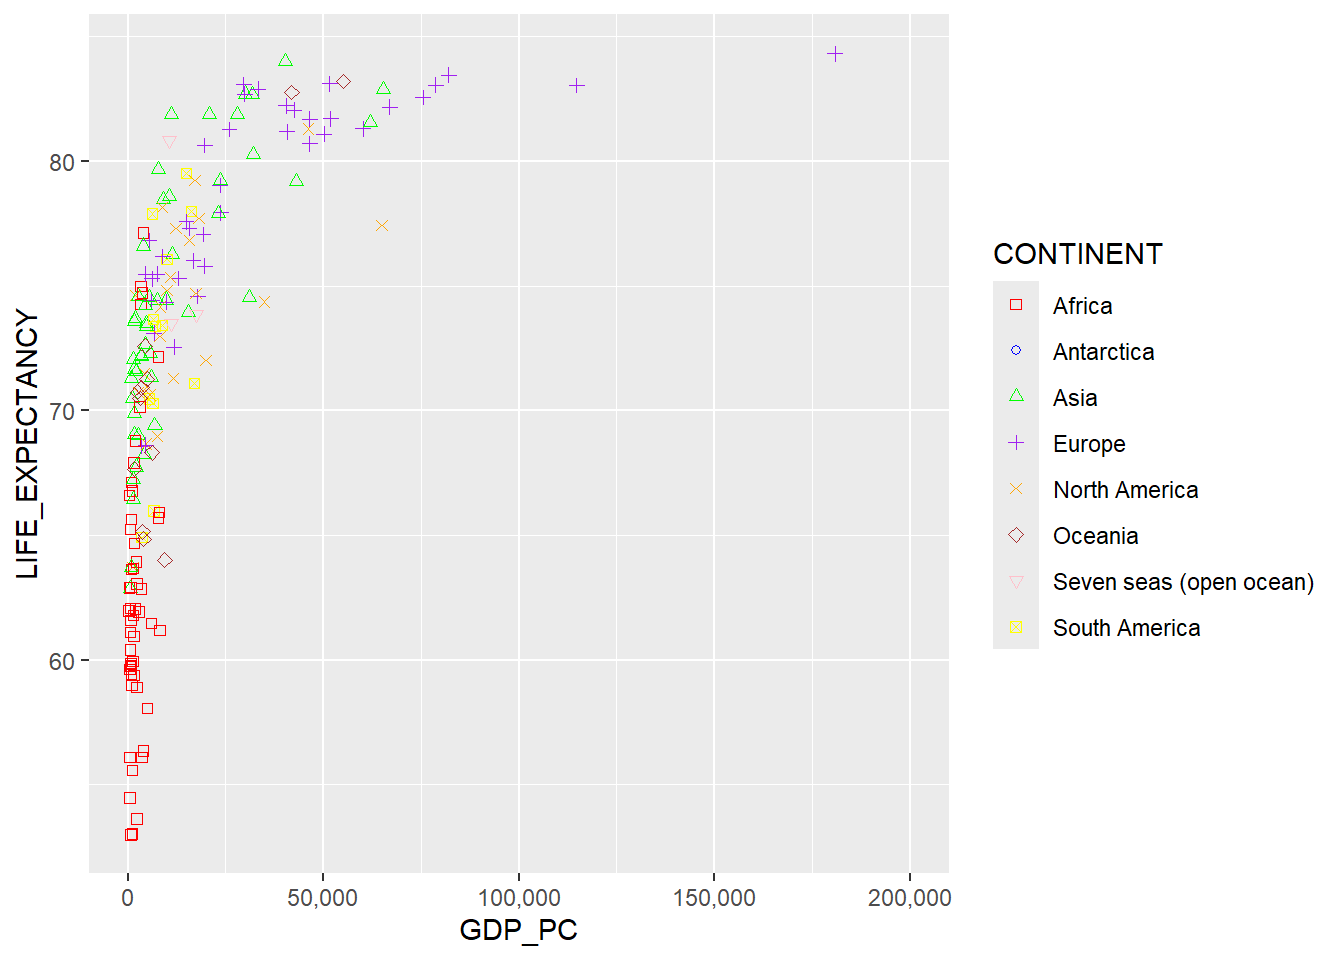 80
70
60
LIFE_EXPECTANCY
0
50,000
100,000
150,000
200,000
GDP_PC
CONTINENT
Africa
Antarctica
Asia
Europe
North America
Oceania
Seven seas (open ocean)
South America